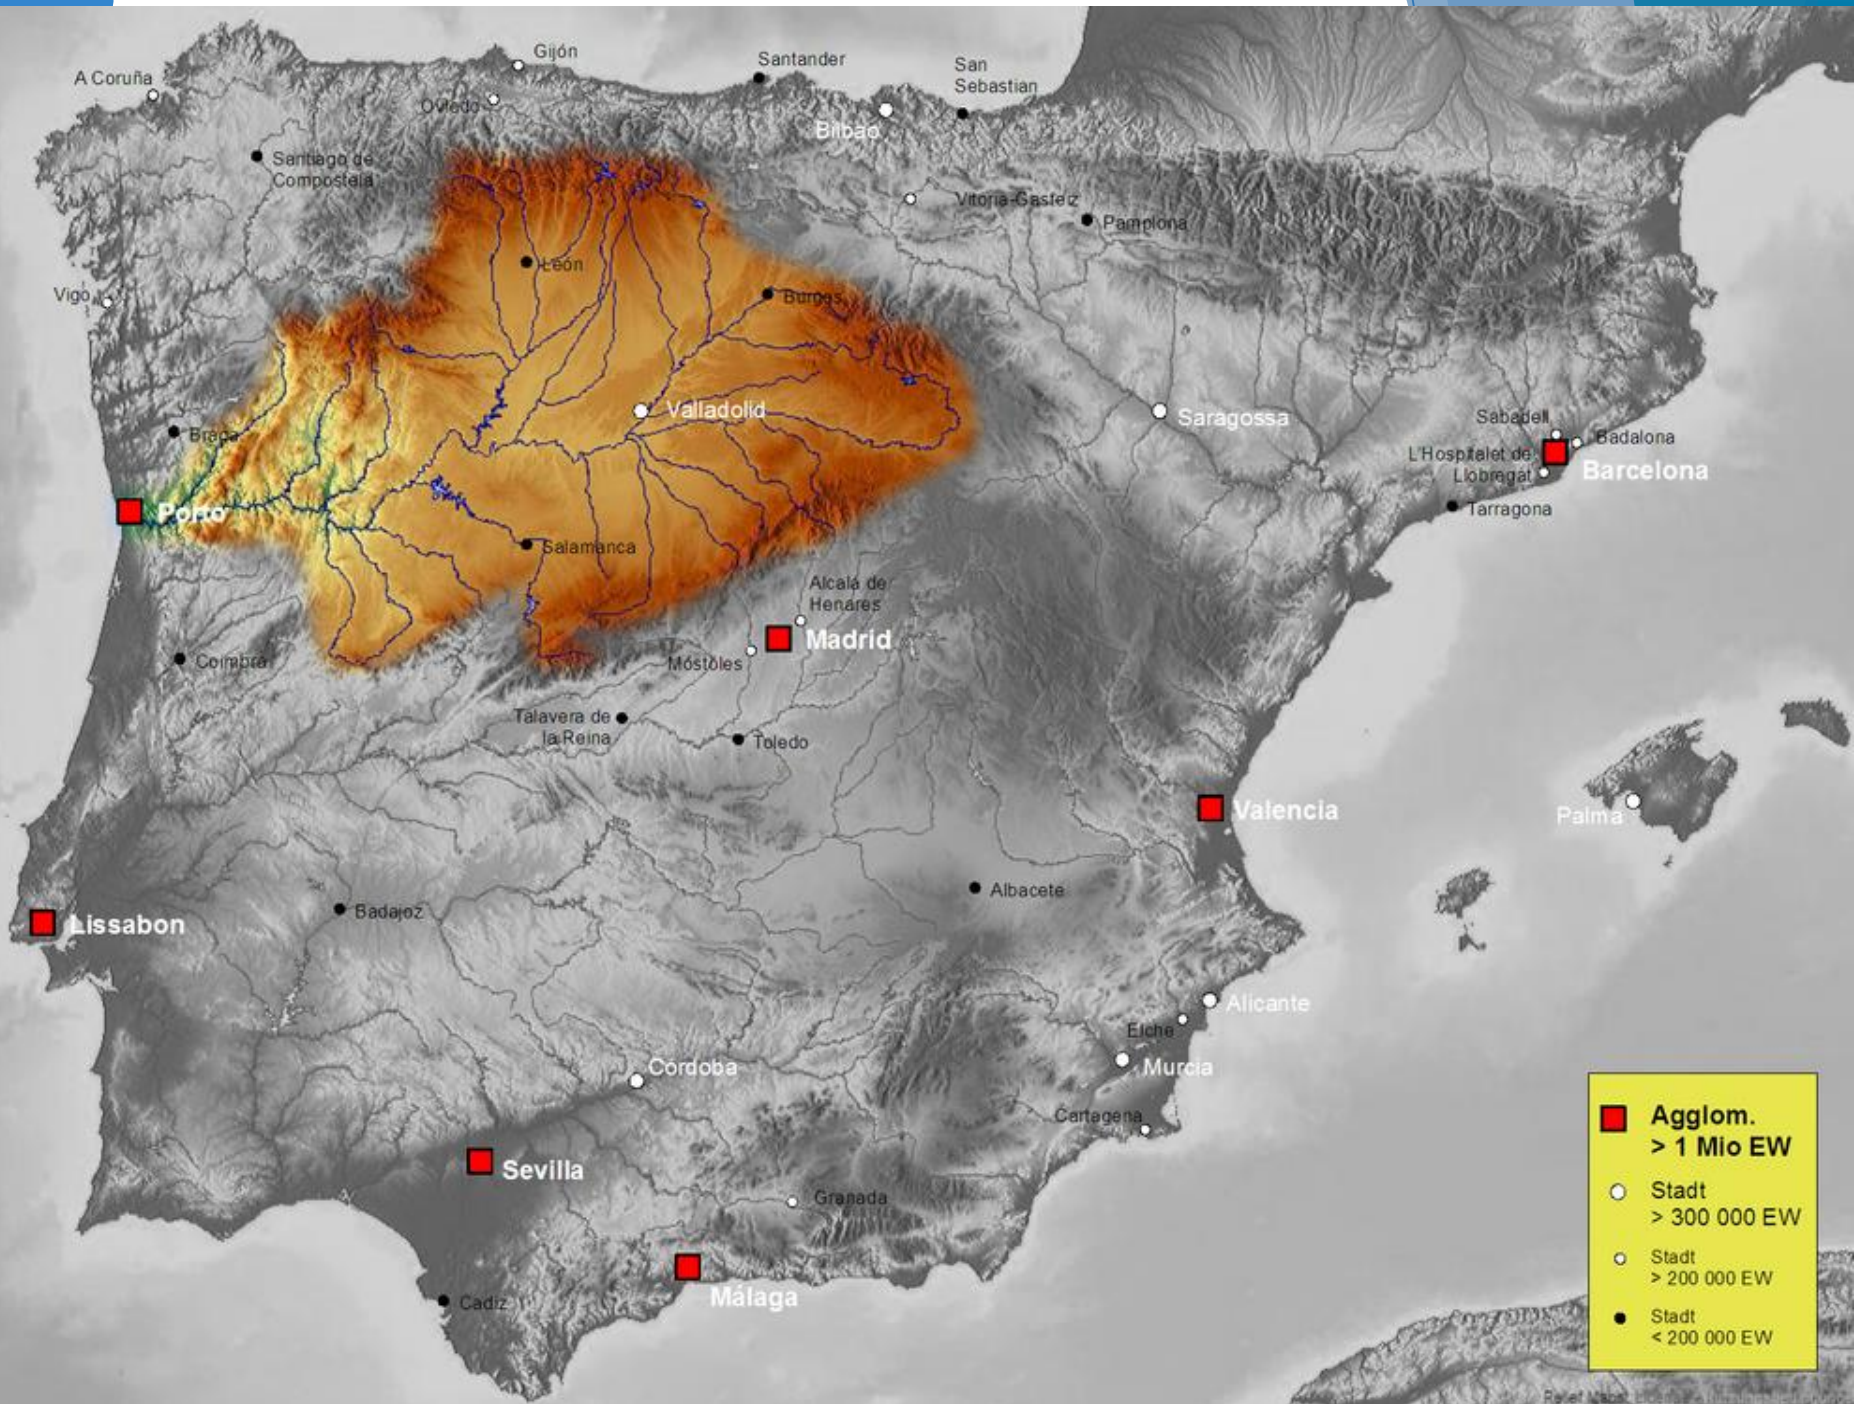 Gijón
Santander
San
Sebastian
A Coruña
Oviedo
Bilbao
Santiago de
Compostela
Vitoria-Gasteiz
Pamplona
León
Vigo
Burgos
Valladolid
Saragossa
Sabadell
Braga
Badalona
L'Hospitalet de
Llobregat
Barcelona
Porto
Tarragona
Salamanca
Alcalá de
Henares
Madrid
Coimbra
Móstoles
Talavera de
la Reina
Toledo
Valencia
Palma
Albacete
Badajoz
Lissabon
Alicante
Elche
Murcia
Córdoba
Cartagena
Sevilla
Granada
Málaga
Cadiz
Agglom.
> 1 Mio EW
Stadt
> 300 000 EW
Stadt
> 200 000 EW
Stadt
< 200 000 EW